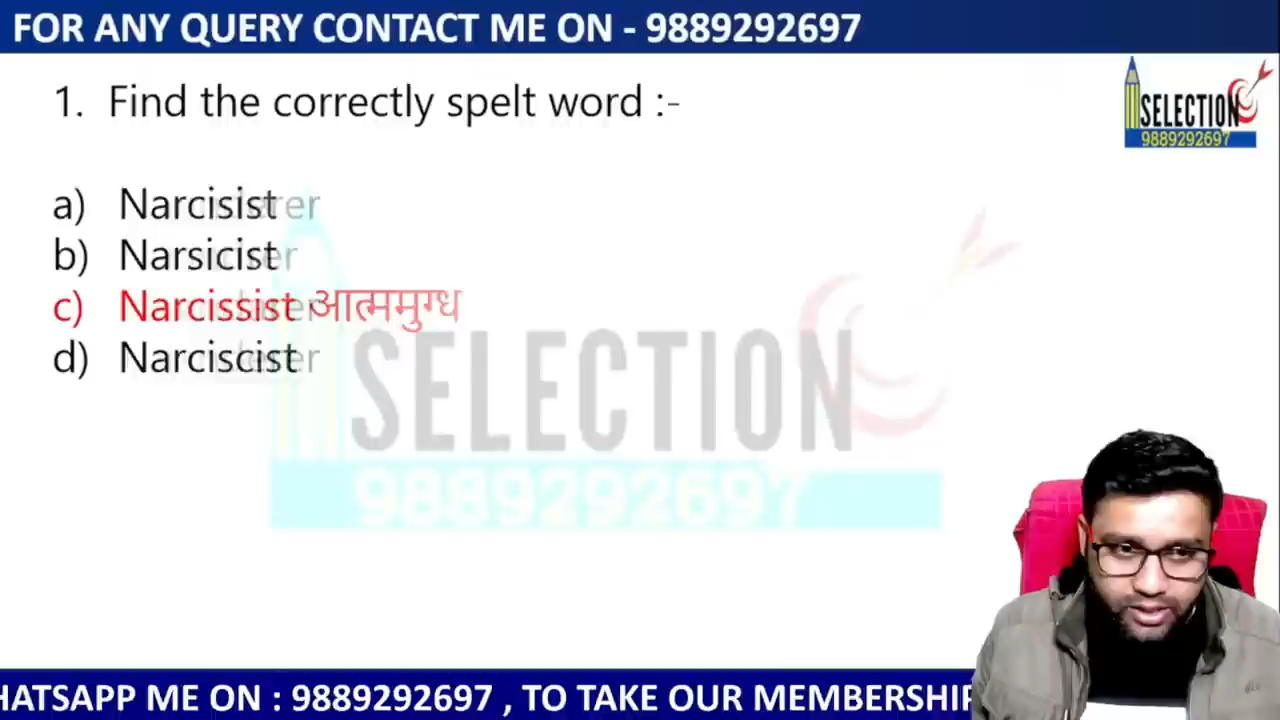 FOR ANY QUERY CONTACT ME ON - 9889292697
SELECTION
9889292697
1. Find the correctly spelt word :-
a) Narcisist
b) Narsicist
c) Narcissist आत्ममुग्ध
d) Narciscist
SELECTION
9889292697
HATSAPP ME ON : 9889292697 , TO TAKE OUR MEMBERSHIP